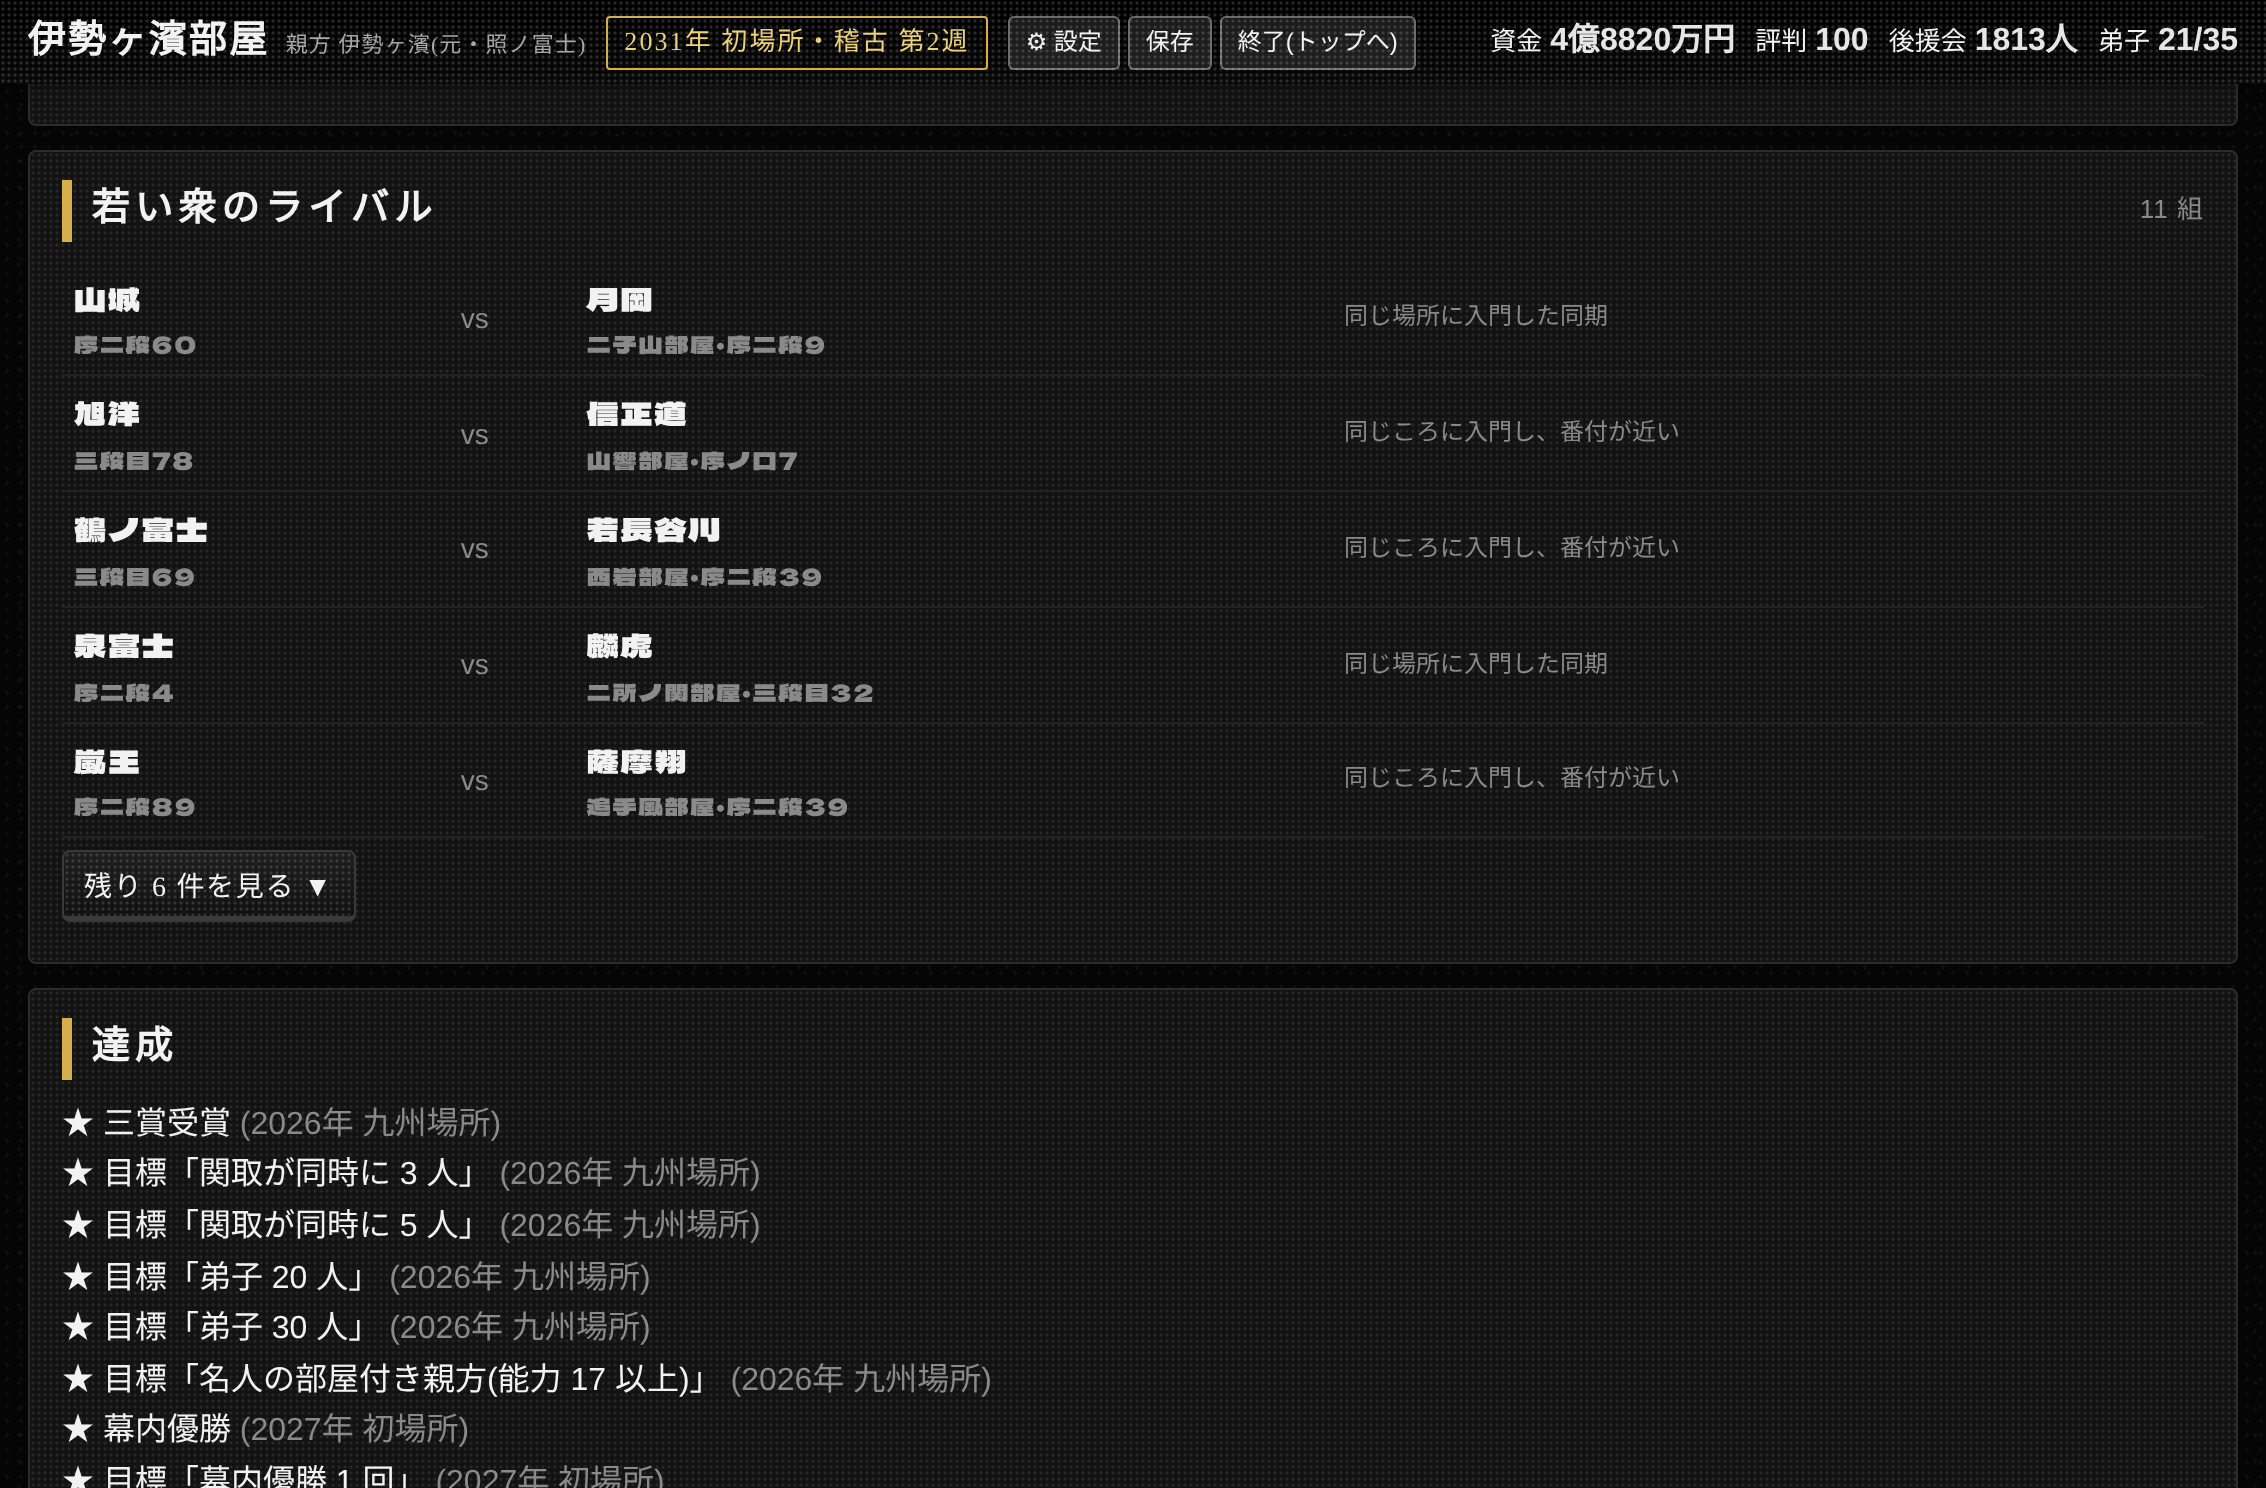 伊勢ヶ濱部屋 親方 伊勢ヶ濱(元・照ノ富士) 2031年 初場所・稽古 第2週 ⚙ 設定 保存 終了(トップへ) 資金 4億8820万円 評判 100 後援会 1813人 弟子 21/35
若い衆のライバル 11 組
山城 vs 月岡 同じ場所に入門した同期
序二段60 二子山部屋・序二段9
旭洋 vs 信正道 同じころに入門し、番付が近い
三段目78 山響部屋・序ノ口7
鶴ノ富士 vs 若長谷川 同じころに入門し、番付が近い
三段目69 西岩部屋・序二段39
泉富士 vs 麟虎 同じ場所に入門した同期
序二段4 二所ノ関部屋・三段目32
嵐王 vs 薩摩翔 同じころに入門し、番付が近い
序二段89 追手風部屋・序二段39
残り 6 件を見る ▼
達成
★ 三賞受賞 (2026年 九州場所)
★ 目標「関取が同時に 3 人」 (2026年 九州場所)
★ 目標「関取が同時に 5 人」 (2026年 九州場所)
★ 目標「弟子 20 人」 (2026年 九州場所)
★ 目標「弟子 30 人」 (2026年 九州場所)
★ 目標「名人の部屋付き親方(能力 17 以上)」 (2026年 九州場所)
★ 幕内優勝 (2027年 初場所)
★ 目標「幕内優勝 1 回」 (2027年 初場所)